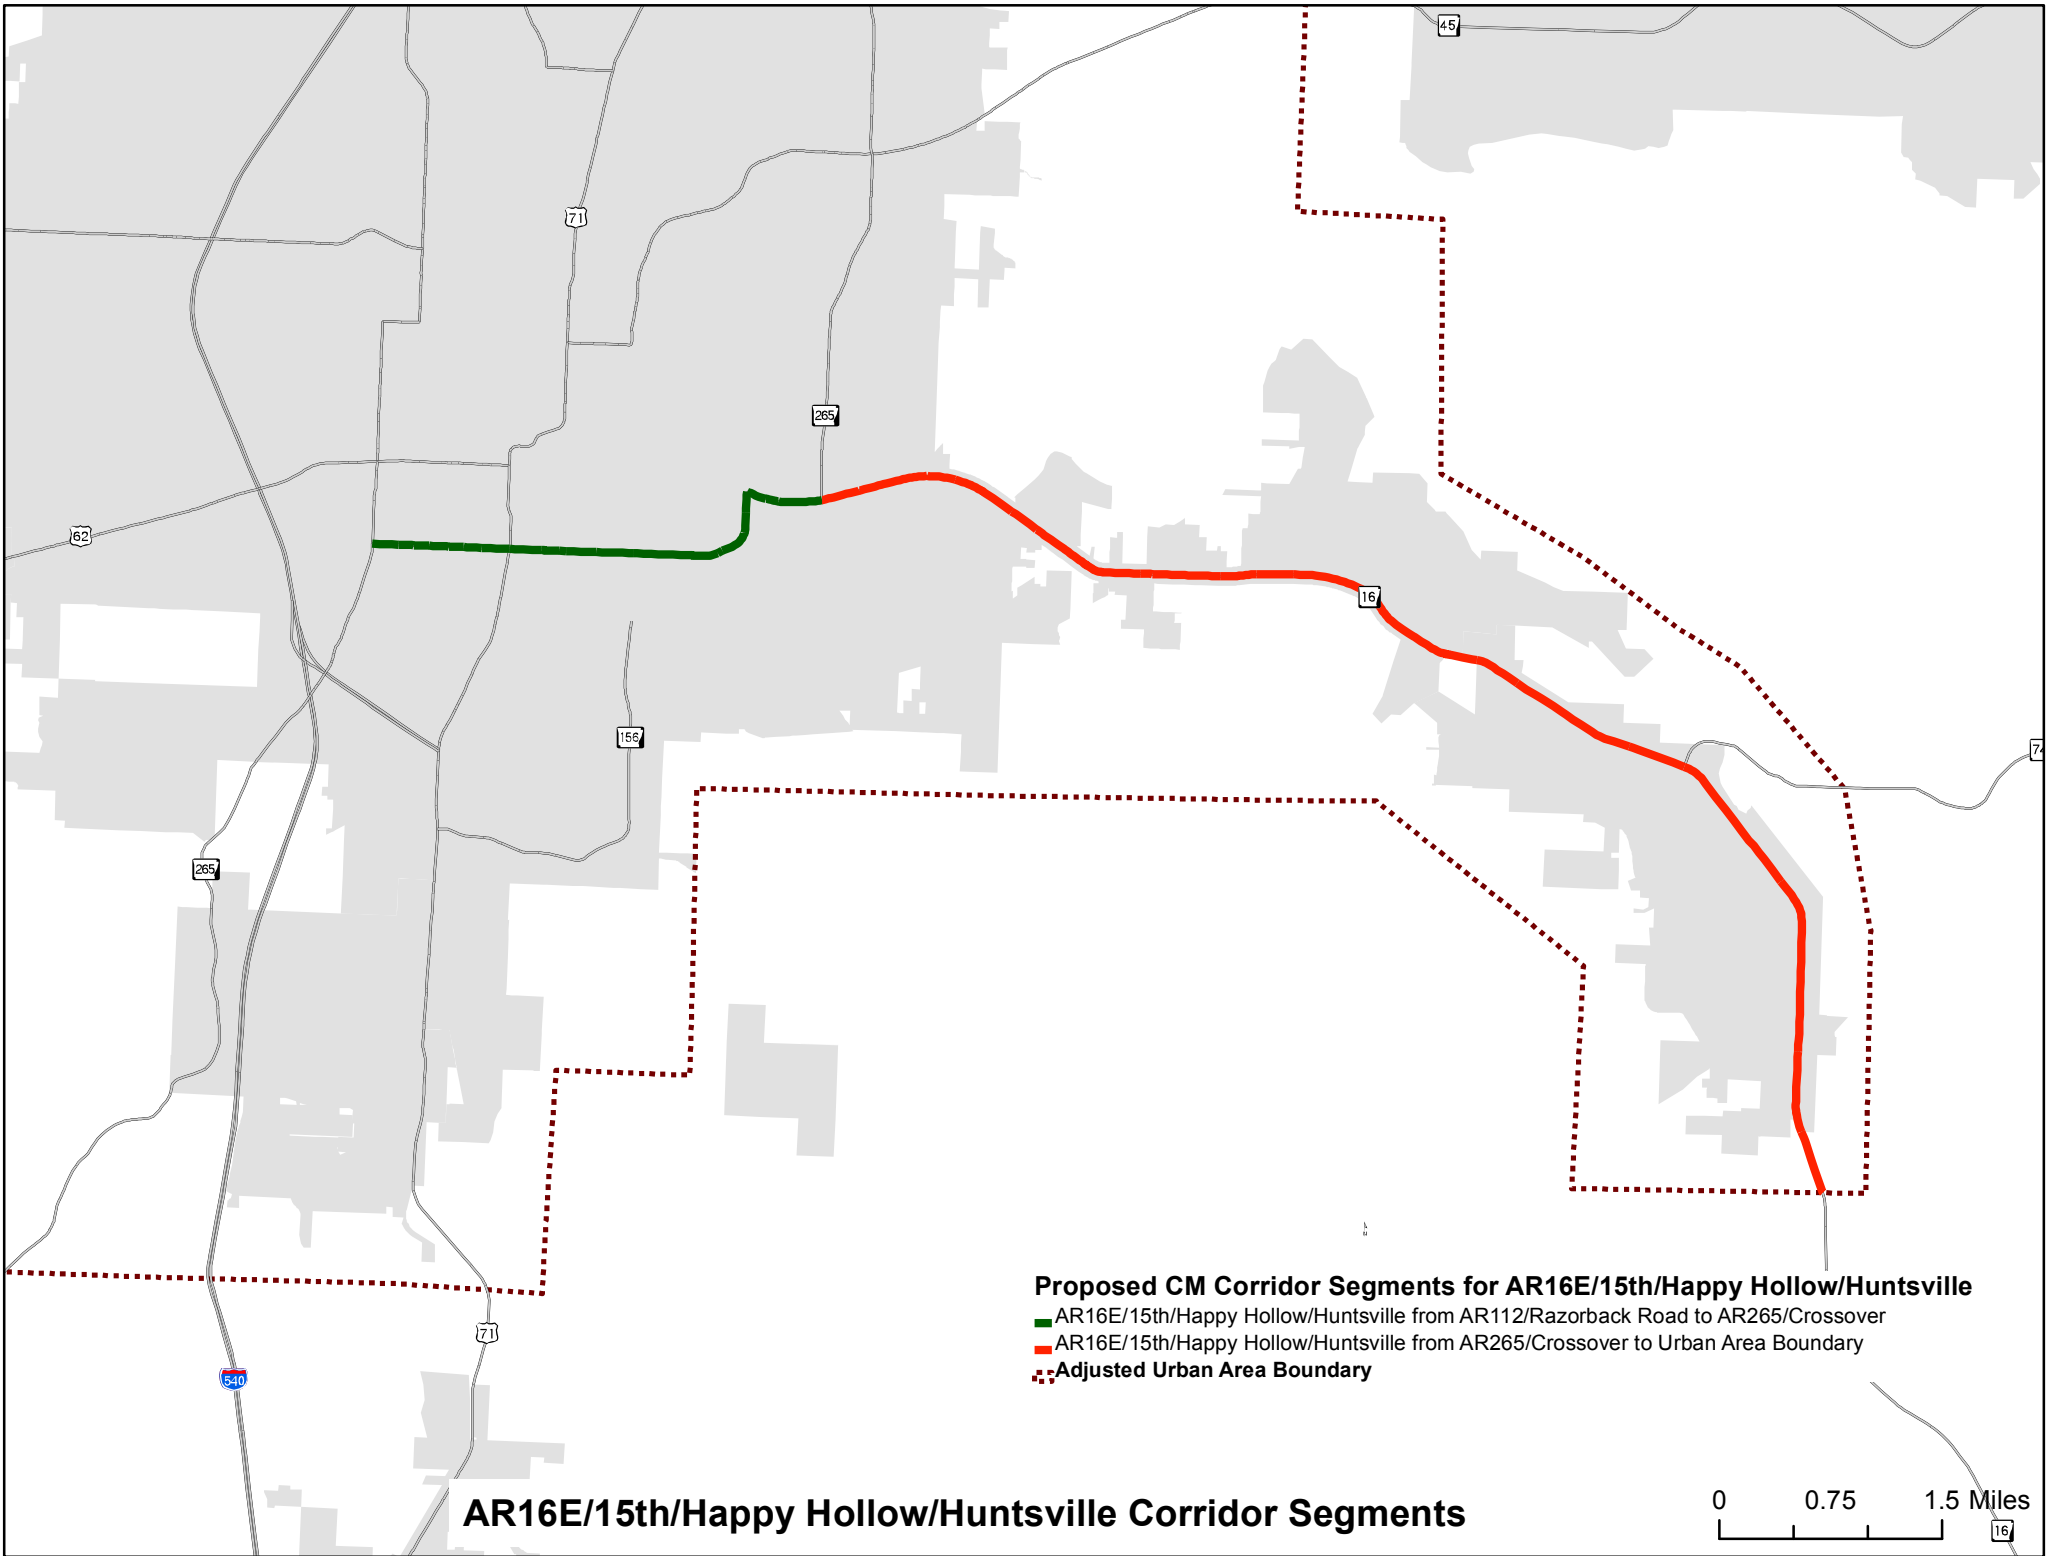 45
71
265
62
16
156
74
265
Proposed CM Corridor Segments for AR16E/15th/Happy Hollow/Huntsville
AR16E/15th/Happy Hollow/Huntsville from AR112/Razorback Road to AR265/Crossover
AR16E/15th/Happy Hollow/Huntsville from AR265/Crossover to Urban Area Boundary
Adjusted Urban Area Boundary
71
540
AR16E/15th/Happy Hollow/Huntsville Corridor Segments
0 0.75 1.5 Miles
16